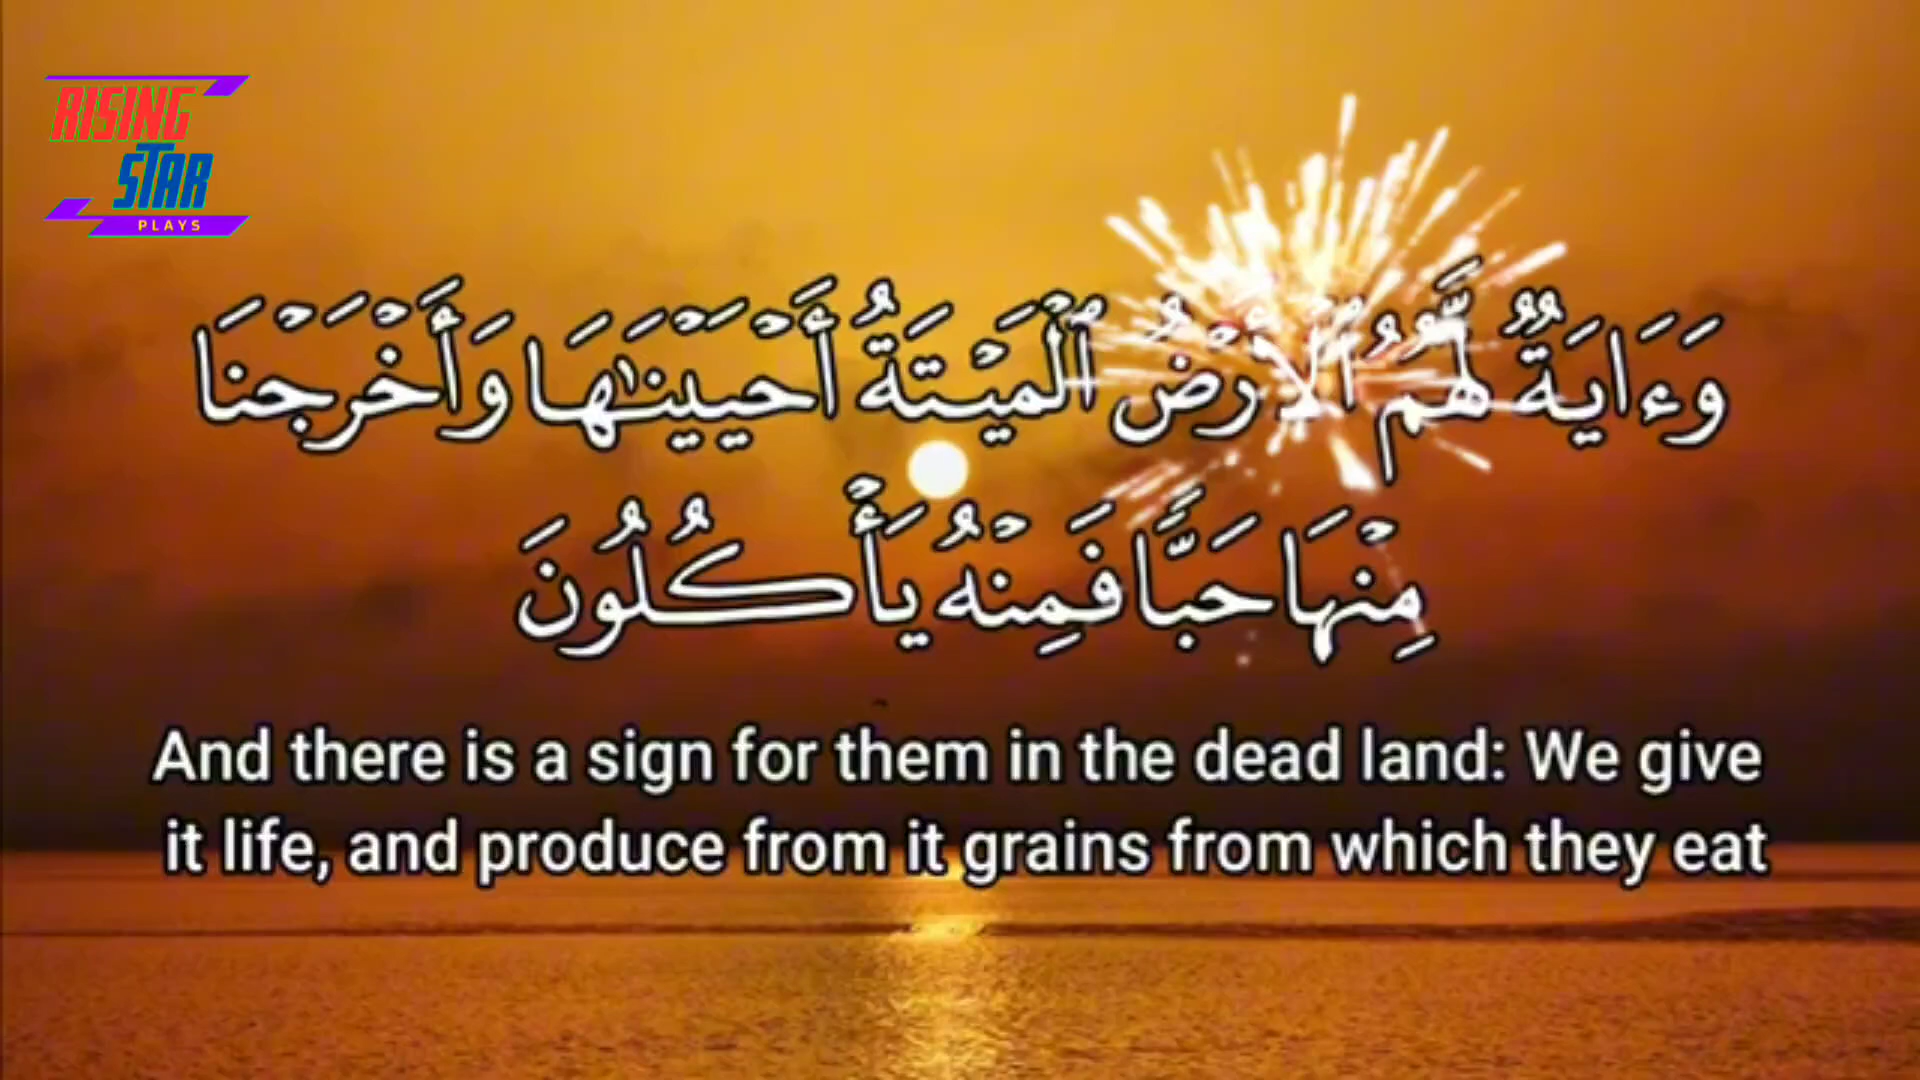 RISING
STAR
PLAYS
وَءَايَةٌ لَّهُمُ ٱلْأَرْضُ ٱلْمَيْتَةُ أَحْيَيْنَٰهَا وَأَخْرَجْنَا
مِنْهَا حَبًّا فَمِنْهُ يَأْكُلُونَ
And there is a sign for them in the dead land: We give
it life, and produce from it grains from which they eat